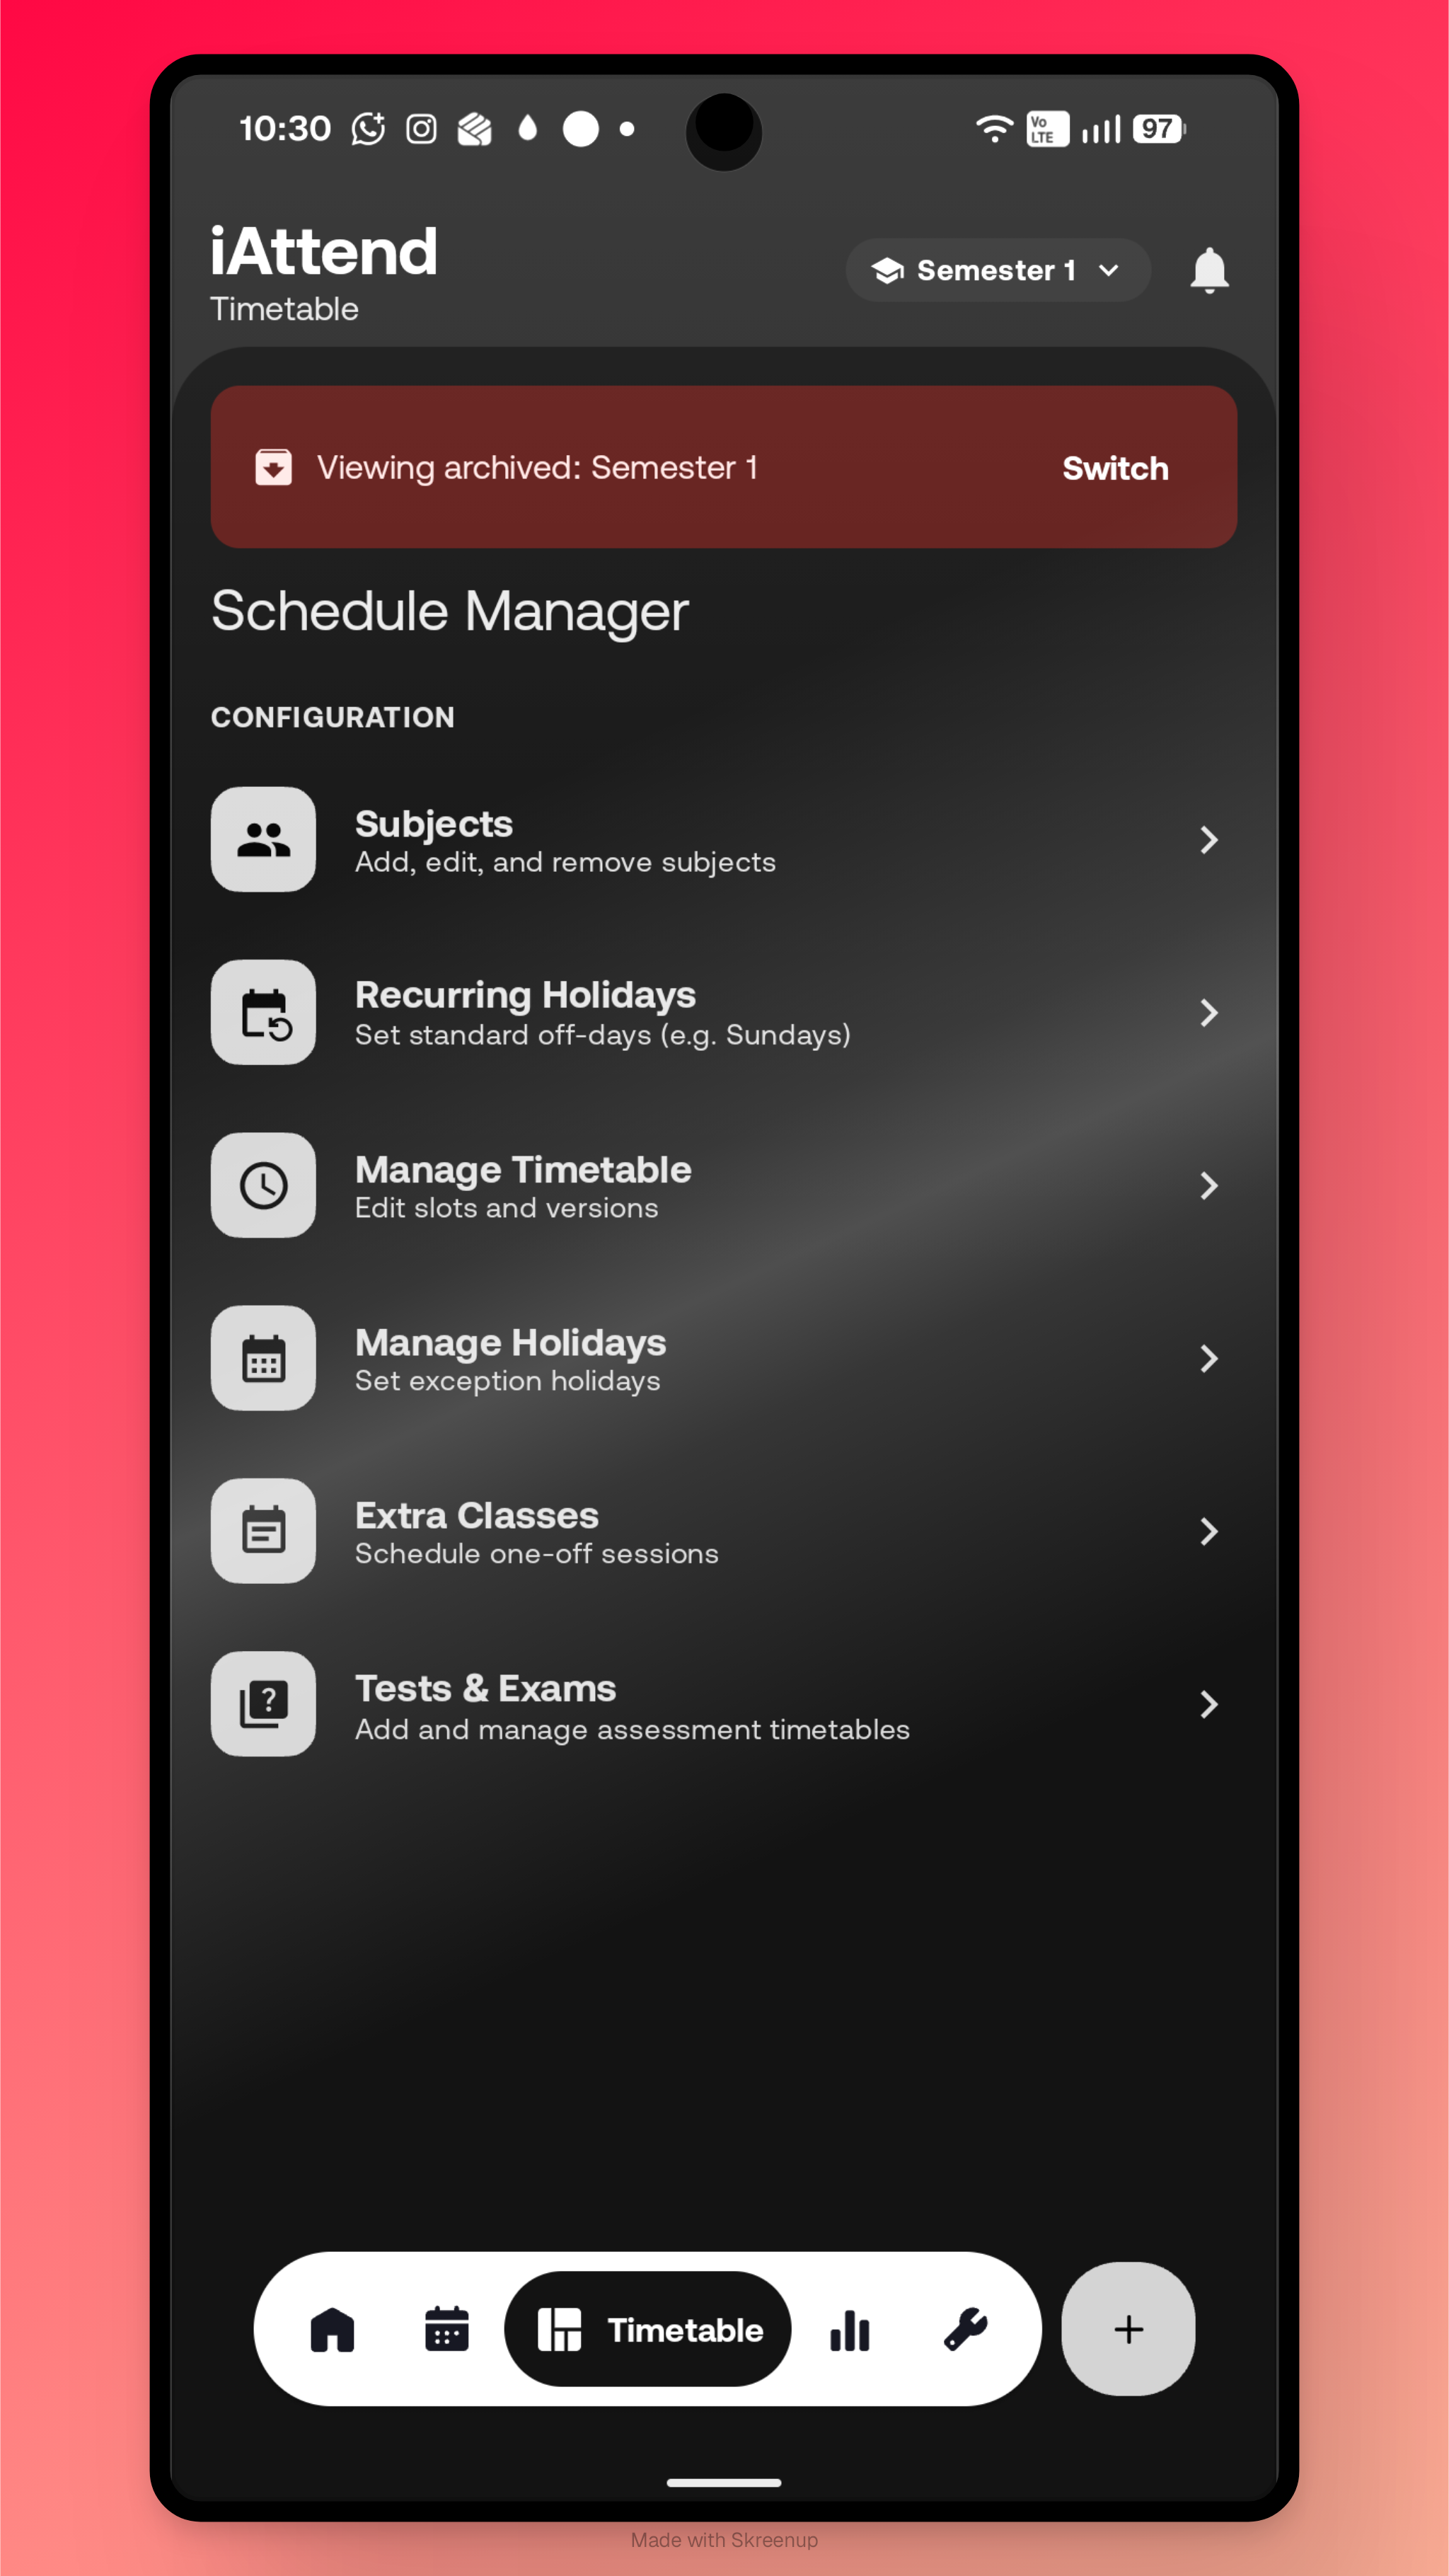 10:30
Vo
LTE
97
iAttend
Timetable
Semester 1
Viewing archived: Semester 1
Switch
Schedule Manager
CONFIGURATION
Subjects
Add, edit, and remove subjects
Recurring Holidays
Set standard off-days (e.g. Sundays)
Manage Timetable
Edit slots and versions
Manage Holidays
Set exception holidays
Extra Classes
Schedule one-off sessions
?
Tests & Exams
Add and manage assessment timetables
Timetable
+
Made with Skreenup